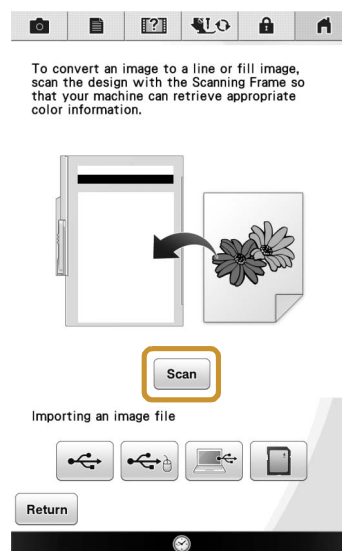 To convert an image to a line or fill image,
scan the design with the Scanning Frame so
that your machine can retrieve appropriate
color information.
Scan
Importing an image file
Return